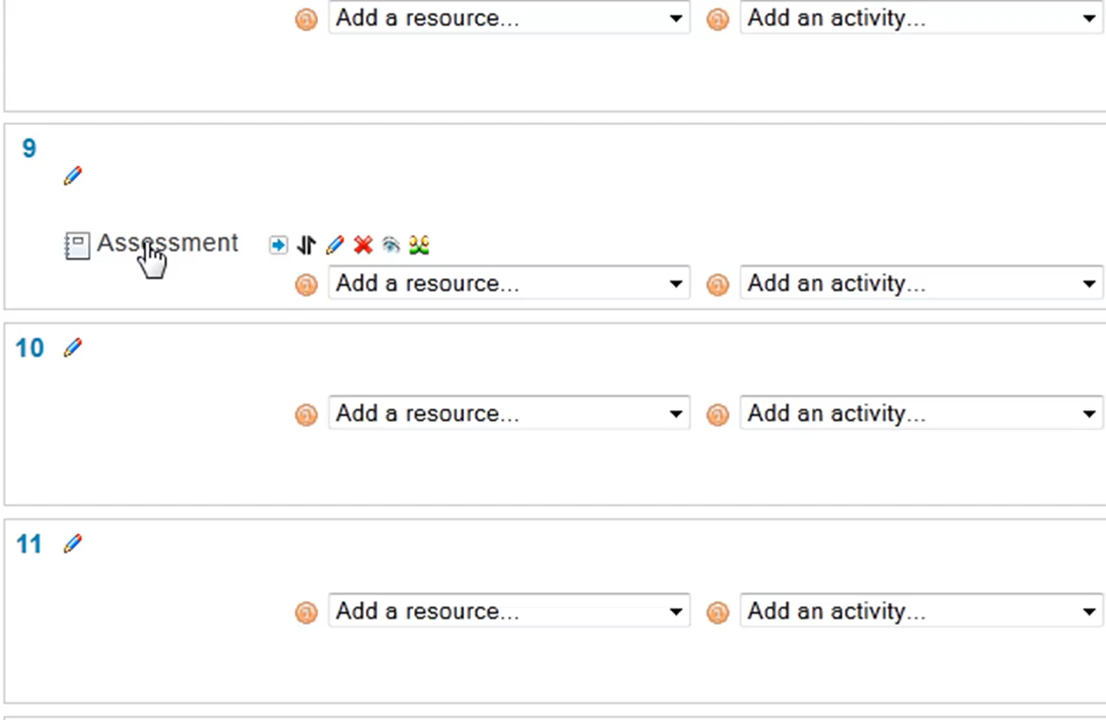 Add a resource... Add an activity...
9
Assessment
Add a resource... Add an activity...
10
Add a resource... Add an activity...
11
Add a resource... Add an activity...